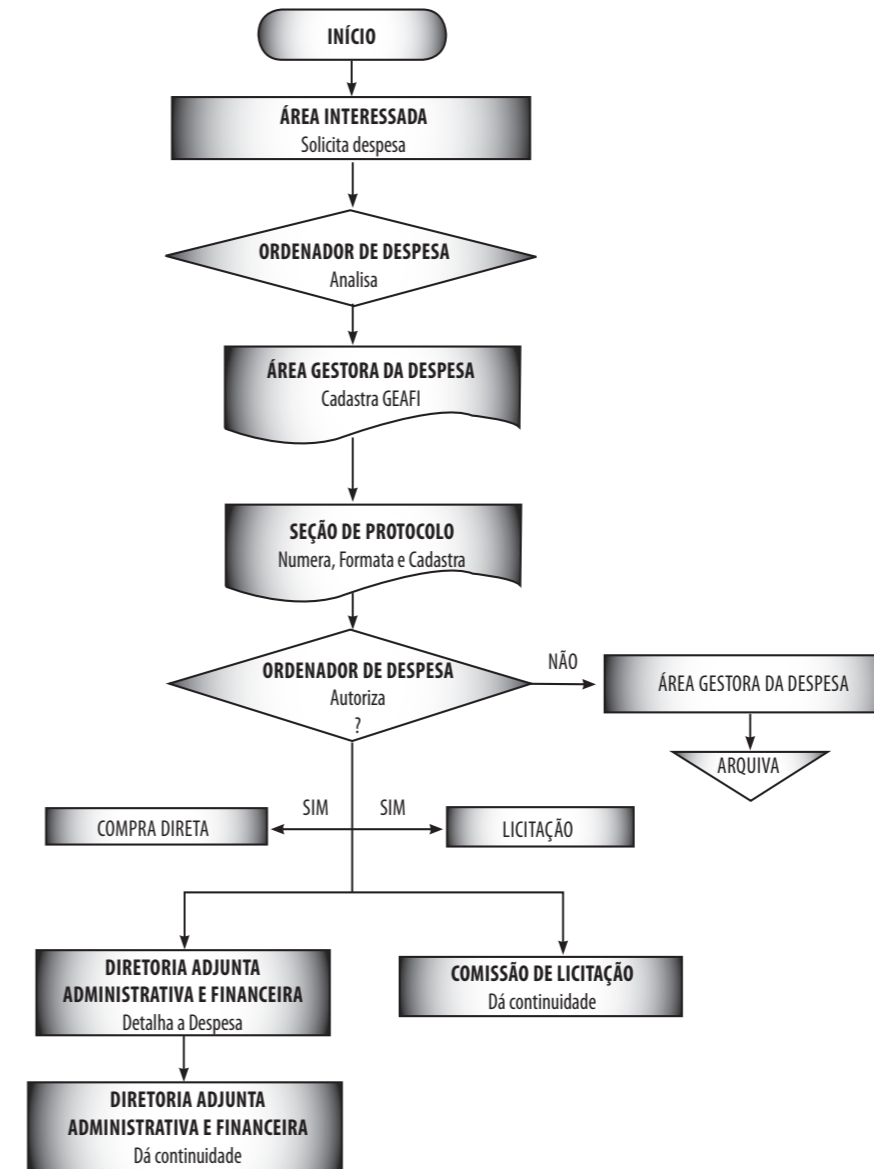 INÍCIO
ÁREA INTERESSADA
Solicita despesa
ORDENADOR DE DESPESA
Analisa
ÁREA GESTORA DA DESPESA
Cadastra GEAFI
SEÇÃO DE PROTOCOLO
Numera, Formata e Cadastra
ORDENADOR DE DESPESA
Autoriza
?
NÃO
ÁREA GESTORA DA DESPESA
ARQUIVA
SIM
SIM
COMPRA DIRETA
LICITAÇÃO
DIRETORIA ADJUNTA
ADMINISTRATIVA E FINANCEIRA
Detalha a Despesa
COMISSÃO DE LICITAÇÃO
Dá continuidade
DIRETORIA ADJUNTA
ADMINISTRATIVA E FINANCEIRA
Dá continuidade